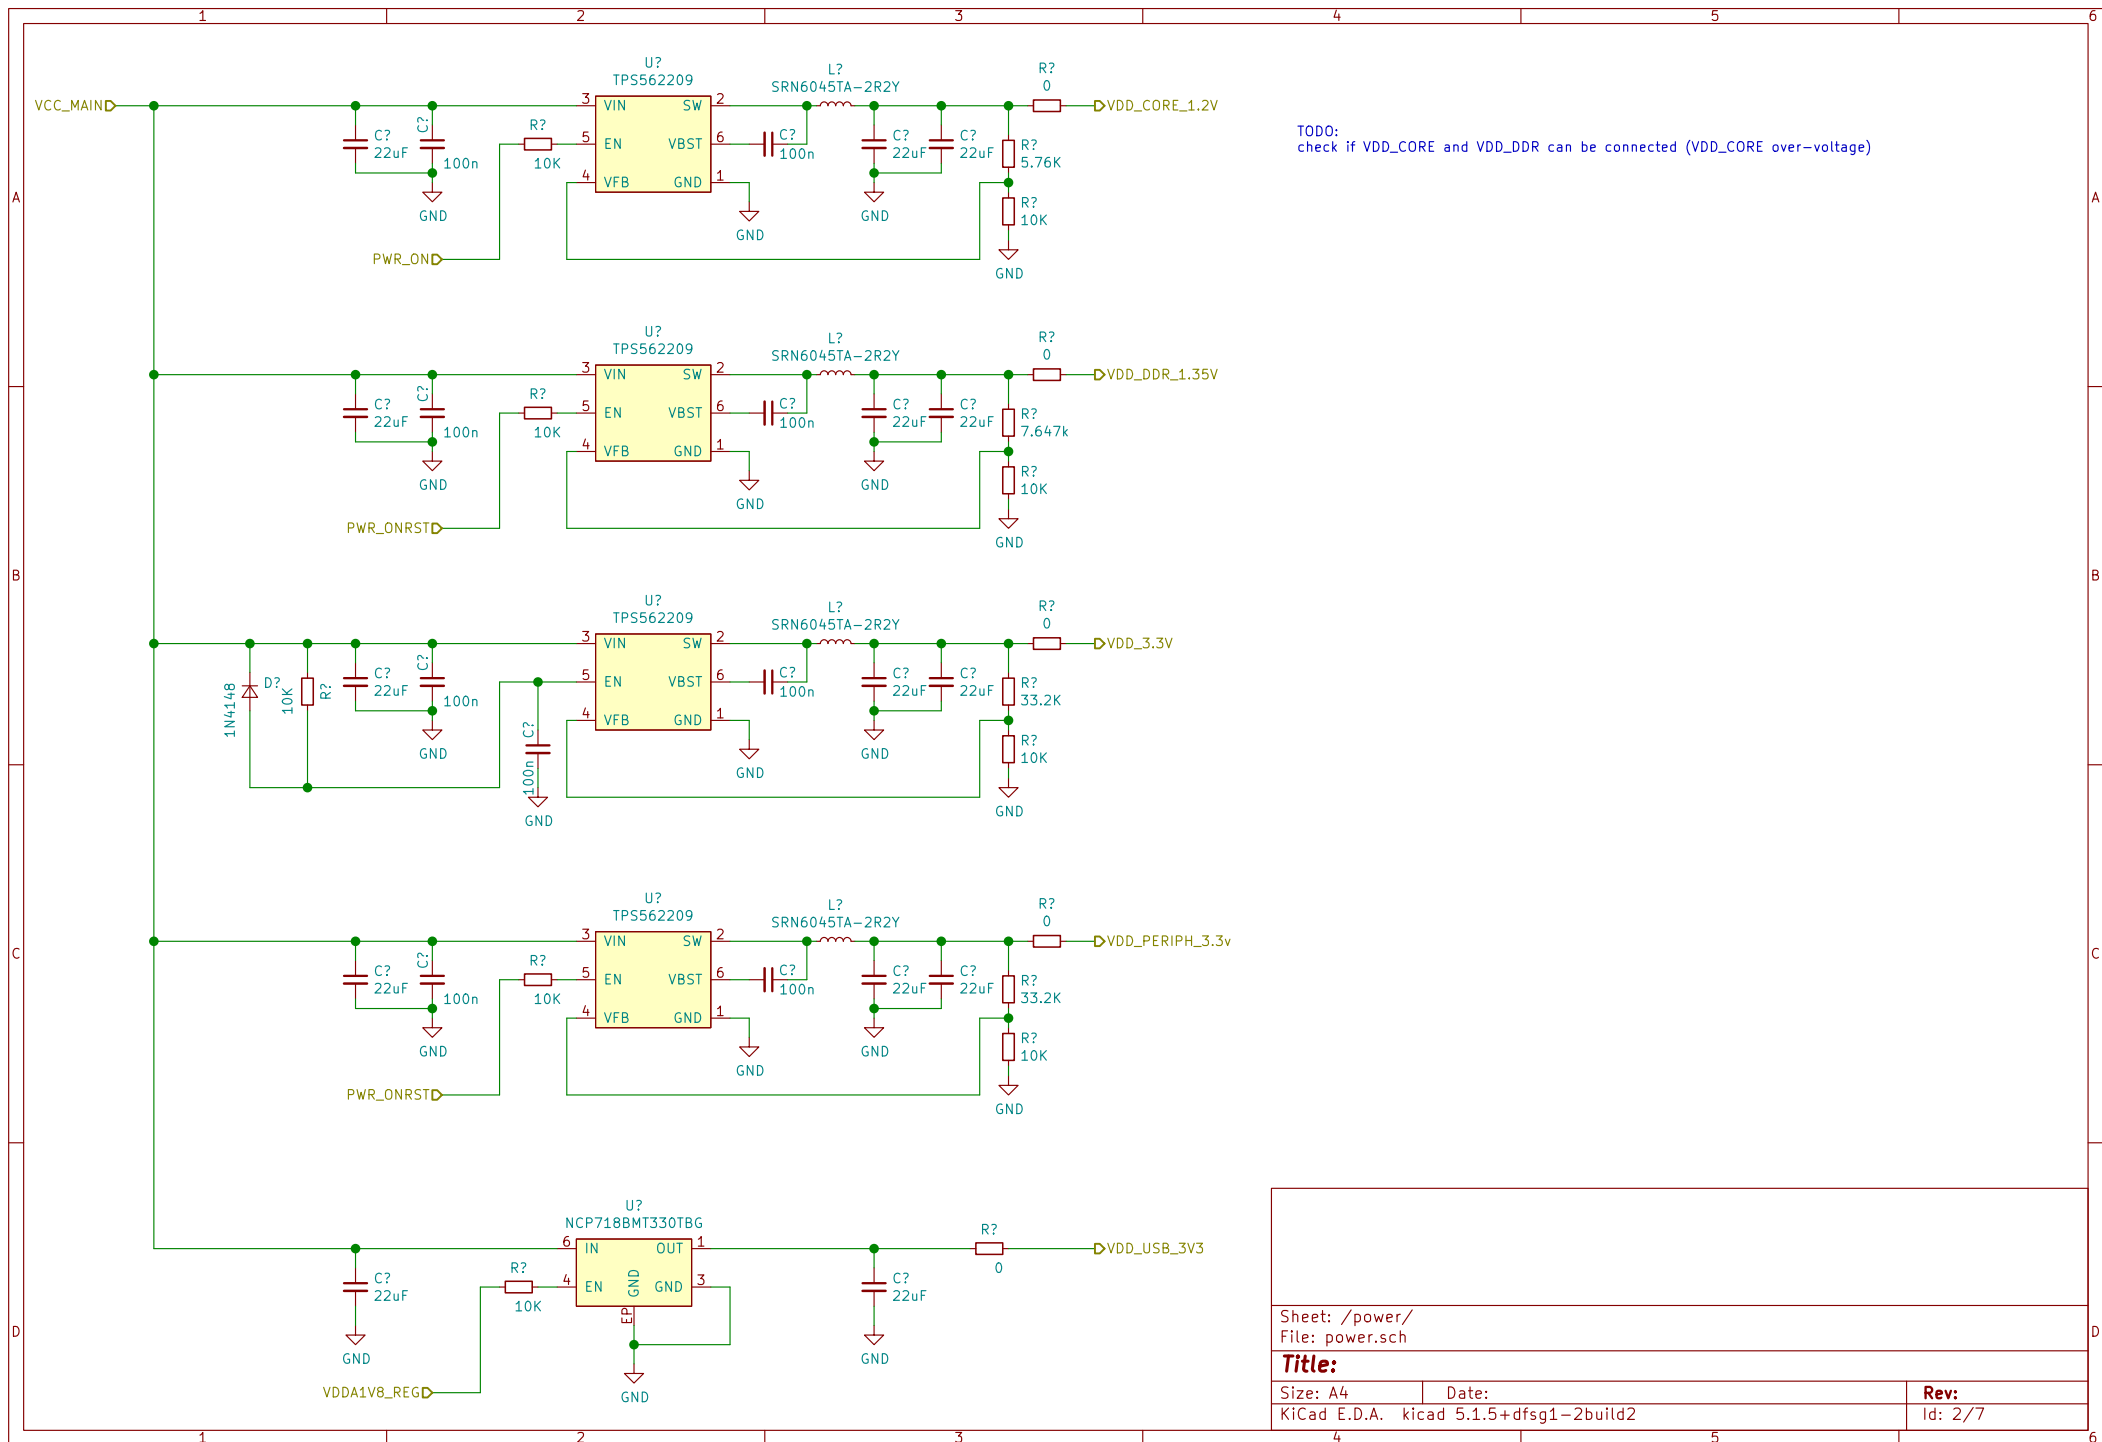 1 2 3 4 5 6
VCC_MAIN
C?
22uF
C?
100n
GND
PWR_ON
R?
10K
U?
TPS562209
3 VIN SW 2
5 EN VBST 6
4 VFB GND 1
GND
C?
100n
L?
SRN6045TA-2R2Y
C?
22uF
C?
22uF
GND
R?
0
VDD_CORE_1.2V
R?
5.76K
R?
10K
GND
TODO:
check if VDD_CORE and VDD_DDR can be connected (VDD_CORE over-voltage)
A A
C?
22uF
C?
100n
GND
PWR_ONRST
R?
10K
U?
TPS562209
3 VIN SW 2
5 EN VBST 6
4 VFB GND 1
GND
C?
100n
L?
SRN6045TA-2R2Y
C?
22uF
C?
22uF
GND
R?
0
VDD_DDR_1.35V
R?
7.647k
R?
10K
GND
B B
1N4148
D?
10K
R?
C?
22uF
C?
100n
GND
C?
100n
GND
U?
TPS562209
3 VIN SW 2
5 EN VBST 6
4 VFB GND 1
GND
C?
100n
L?
SRN6045TA-2R2Y
C?
22uF
C?
22uF
GND
R?
0
VDD_3.3V
R?
33.2K
R?
10K
GND
C C
C?
22uF
C?
100n
GND
PWR_ONRST
R?
10K
U?
TPS562209
3 VIN SW 2
5 EN VBST 6
4 VFB GND 1
GND
C?
100n
L?
SRN6045TA-2R2Y
C?
22uF
C?
22uF
GND
R?
0
VDD_PERIPH_3.3v
R?
33.2K
R?
10K
GND
D D
C?
22uF
GND
VDDA1V8_REG
R?
10K
U?
NCP718BMT330TBG
6 IN OUT 1
4 EN GND GND 3
EP
GND
C?
22uF
GND
R?
0
VDD_USB_3V3
Sheet: /power/
File: power.sch
Title:
Size: A4 Date: Rev:
KiCad E.D.A. kicad 5.1.5+dfsg1-2build2 Id: 2/7
1 2 3 4 5 6